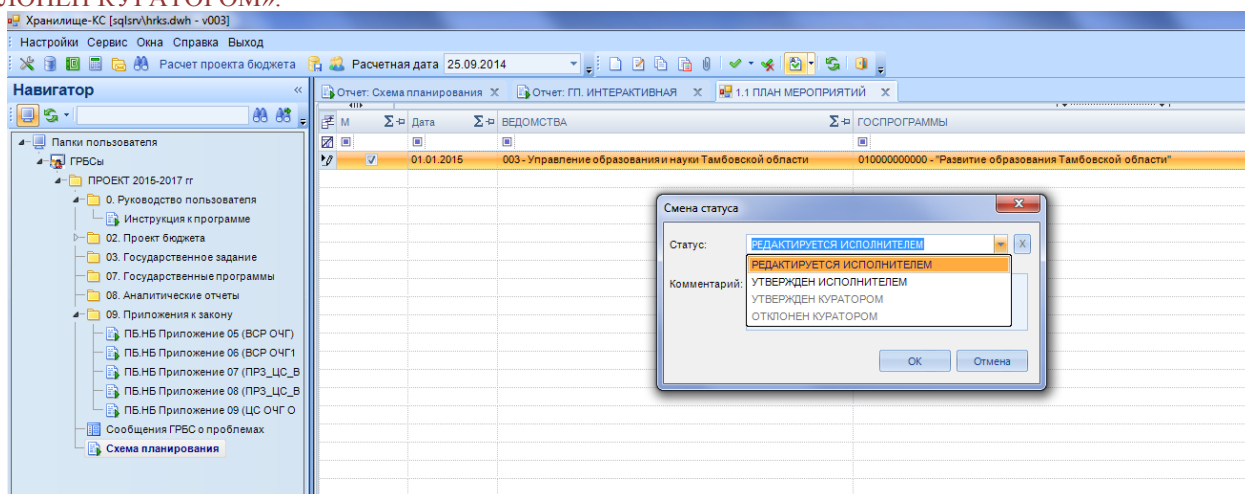 ЛОНЕН КУРАТОРОМ».
Хранилище-КС [sqlsrv\hrks.dwh - v003]
Настройки Сервис Окна Справка Выход
Расчет проекта бюджета Расчетная дата 25.09.2014
Навигатор «
Отчет: Схема планирования X Отчет: ГП. ИНТЕРАКТИВНАЯ X 1.1 ПЛАН МЕРОПРИЯТИЙ X
М Σ Дата Σ ВЕДОМСТВА Σ ГОСПРОГРАММЫ
01.01.2015 003 - Управление образования и науки Тамбовской области 010000000000 - "Развитие образования Тамбовской области"
Папки пользователя
ГРБСы
ПРОЕКТ 2015-2017 гг
0. Руководство пользователя
Инструкция к программе
02. Проект бюджета
03. Государственное задание
07. Государственные программы
08. Аналитические отчеты
09. Приложения к закону
ПБ.НБ Приложение 05 (ВСР ОЧГ)
ПБ.НБ Приложение 06 (ВСР ОЧГ1
ПБ.НБ Приложение 07 (ПРЗ_ЦС_В
ПБ.НБ Приложение 08 (ПРЗ_ЦС_В
ПБ.НБ Приложение 09 (ЦС ОЧГ О
Сообщения ГРБС о проблемах
Схема планирования
Смена статуса
Статус: РЕДАКТИРУЕТСЯ ИСПОЛНИТЕЛЕМ X
РЕДАКТИРУЕТСЯ ИСПОЛНИТЕЛЕМ
Комментарий: УТВЕРЖДЕН ИСПОЛНИТЕЛЕМ
УТВЕРЖДЕН КУРАТОРОМ
ОТКЛОНЕН КУРАТОРОМ
ОК Отмена